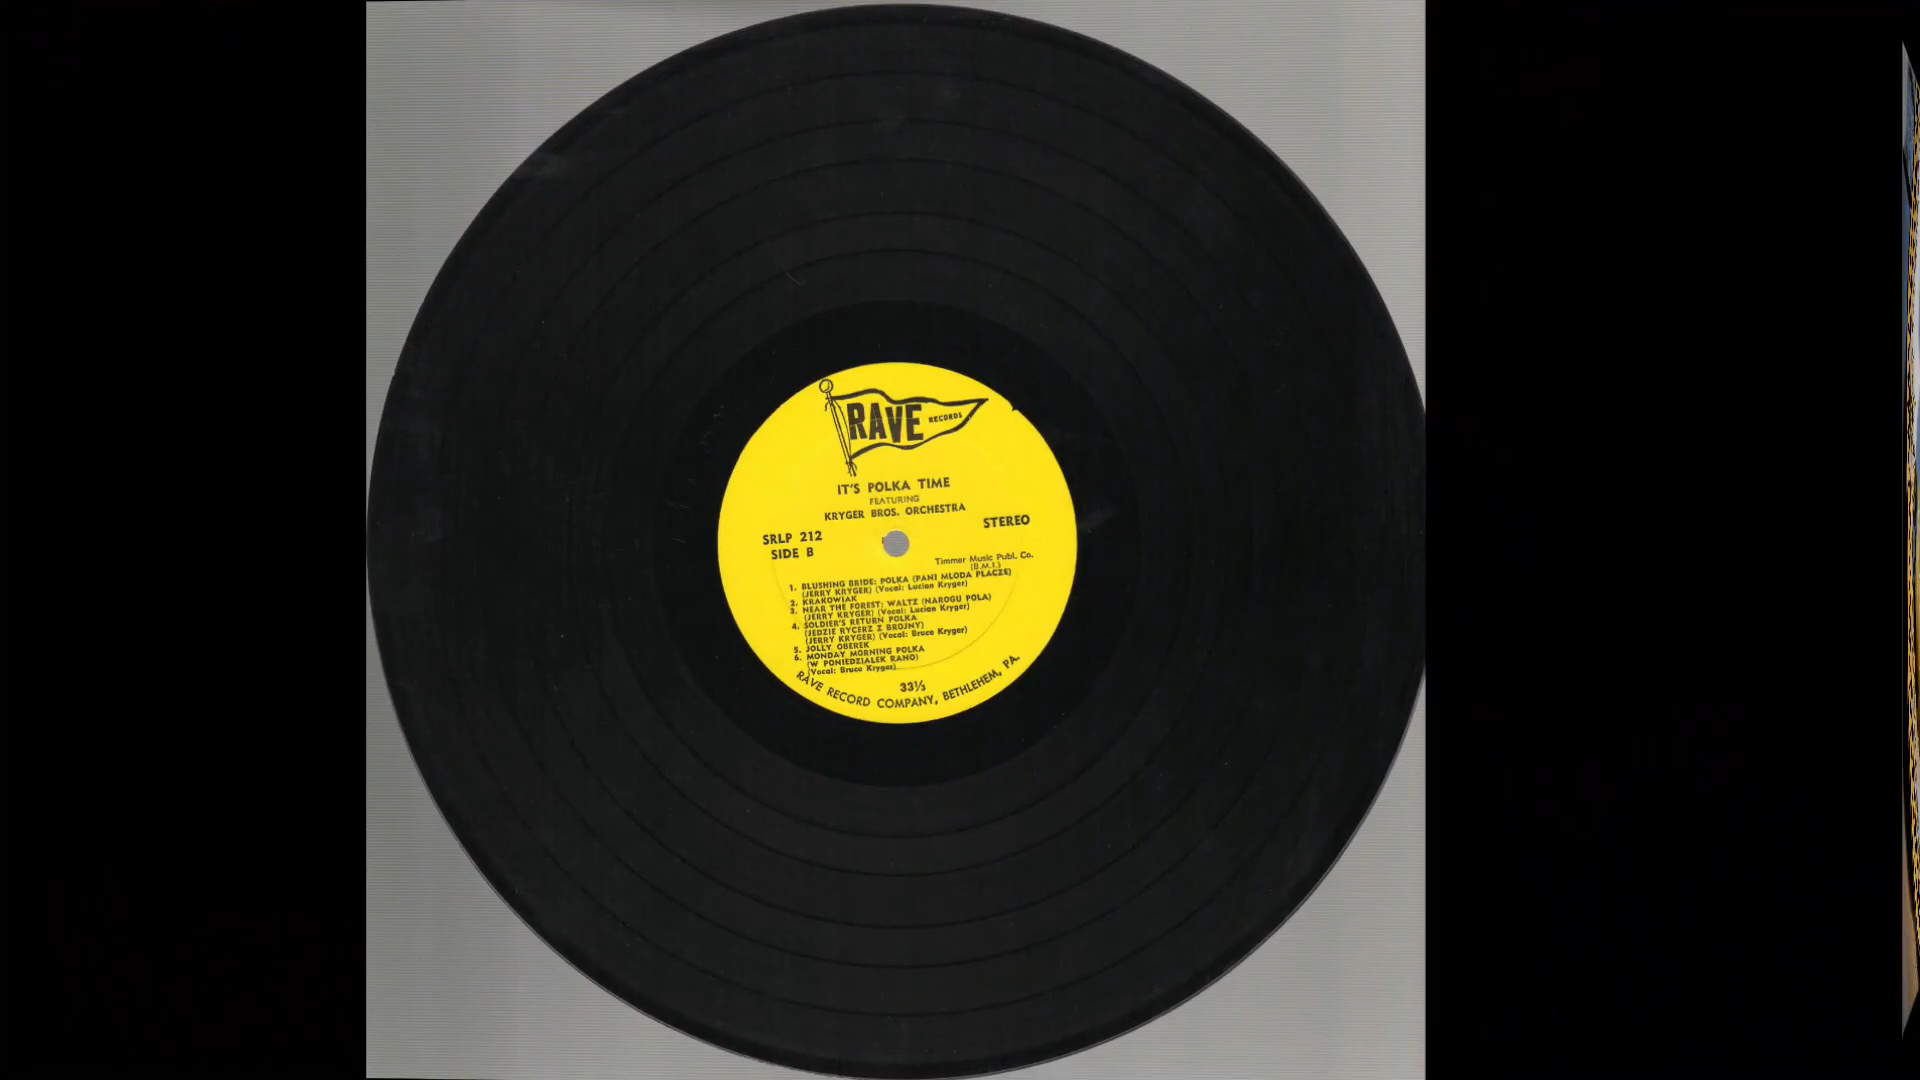 RAVE RECORDS
IT'S POLKA TIME
FEATURING
KRYGER BROS. ORCHESTRA
SRLP 212
SIDE B
STEREO
Timmer Music Publ. Co.
(B.M.I.)
1. BLUSHING BRIDE; POLKA (PANI MLODA PLACZE)
(JERRY KRYGER) (Vocal: Lucian Kryger)
2. KRAKOWIAK
3. NEAR THE FOREST; WALTZ (NAROGU POLA)
(JERRY KRYGER) (Vocal: Lucian Kryger)
4. SOLDIER'S RETURN POLKA
(JEDZIE RYCERZ Z BROJNY)
(JERRY KRYGER) (Vocal: Bruce Kryger)
5. JOLLY OBEREK
6. MONDAY MORNING POLKA
(W PONIEDZIALEK RANO)
(Vocal: Bruce Kryger)
33⅓
RAVE RECORD COMPANY, BETHLEHEM, PA.